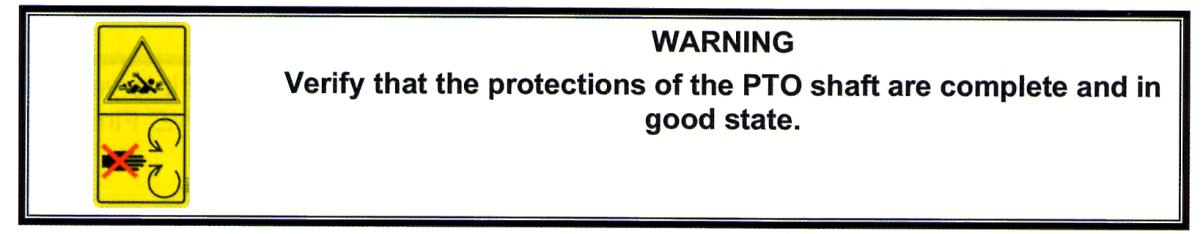 WARNING
Verify that the protections of the PTO shaft are complete and in
good state.